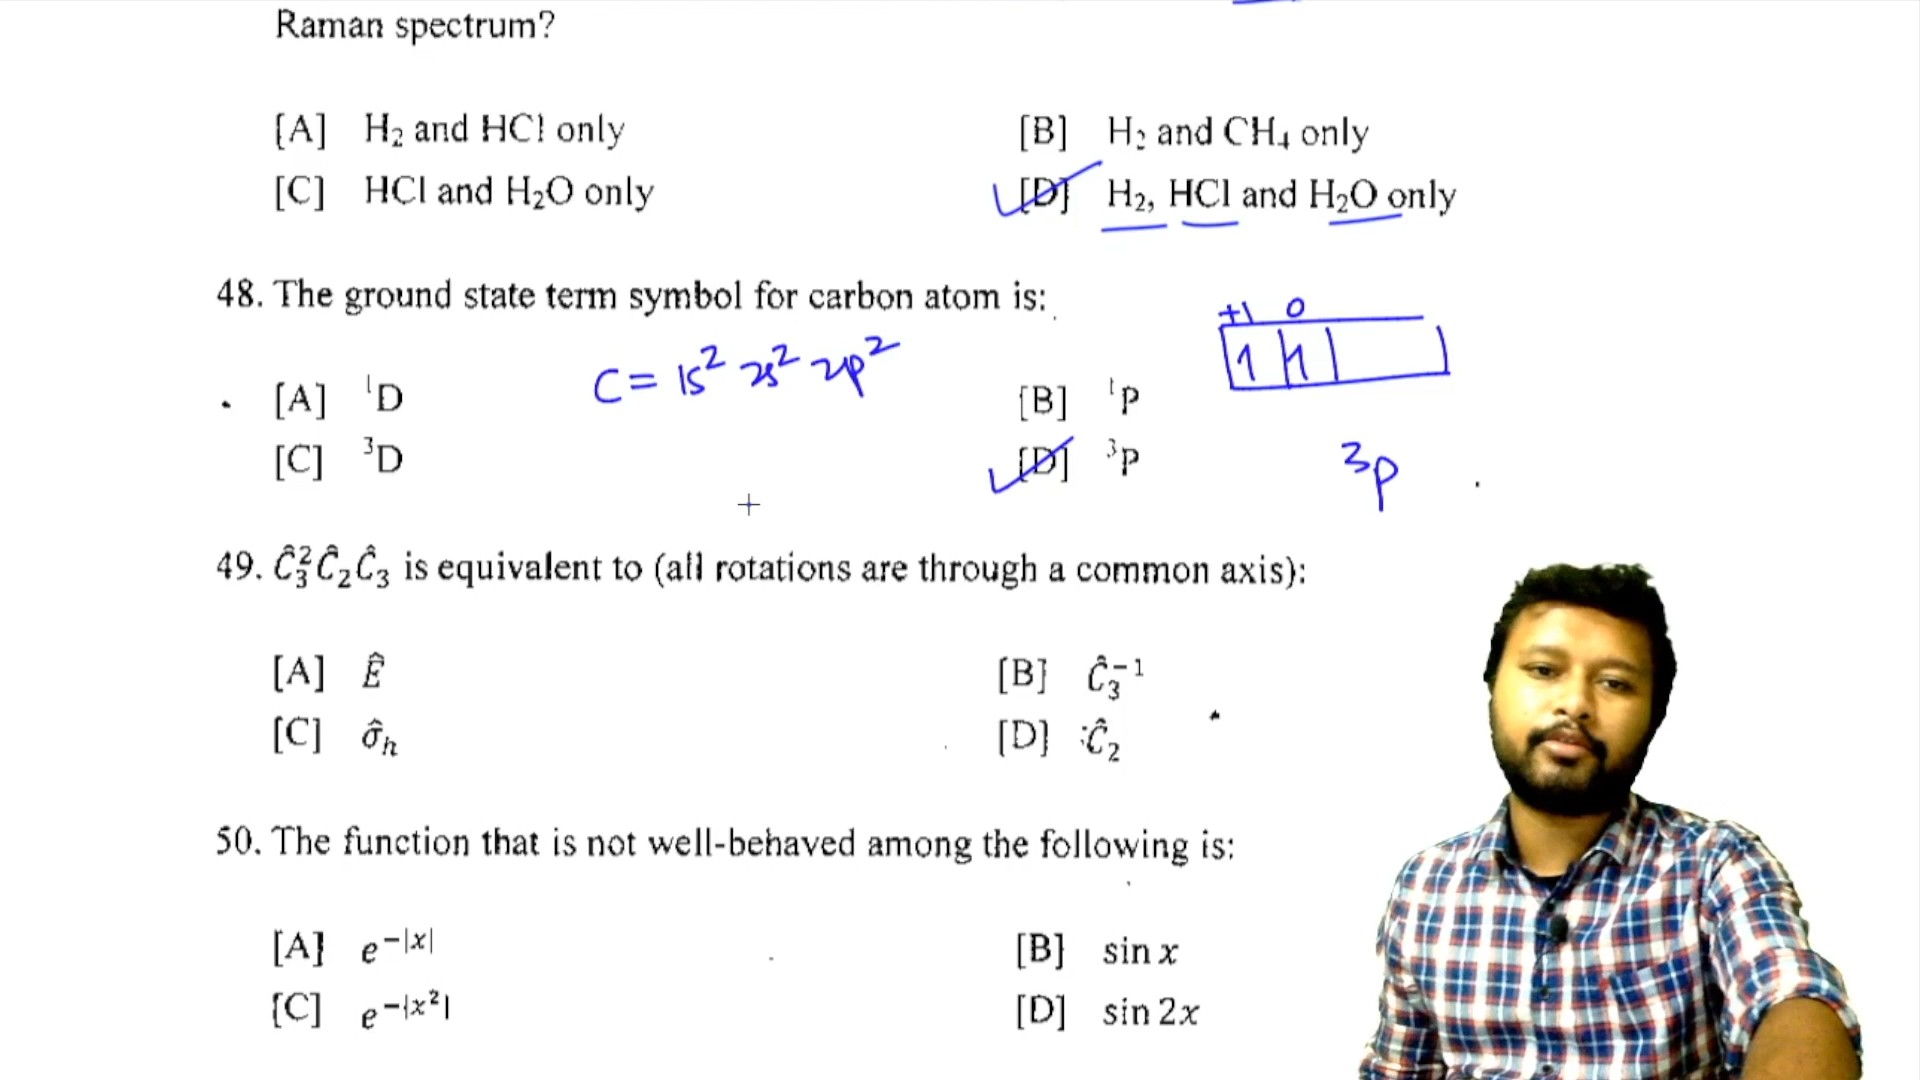 Raman spectrum?
[A] H₂ and HCl only [B] H₂ and CH₄ only
[C] HCl and H₂O only [D] H₂, HCl and H₂O only
48. The ground state term symbol for carbon atom is:
+1 0
1 1
C = 1s² 2s² 2p²
[A] ¹D [B] ¹P
[C] ³D [D] ³P
³P
49. Ĉ₃²Ĉ₂Ĉ₃ is equivalent to (all rotations are through a common axis):
[A] Ê [B] Ĉ₃⁻¹
[C] σ̂ₕ [D] Ĉ₂
50. The function that is not well-behaved among the following is:
[A] e^−|x| [B] sin x
[C] e^−|x²| [D] sin 2x